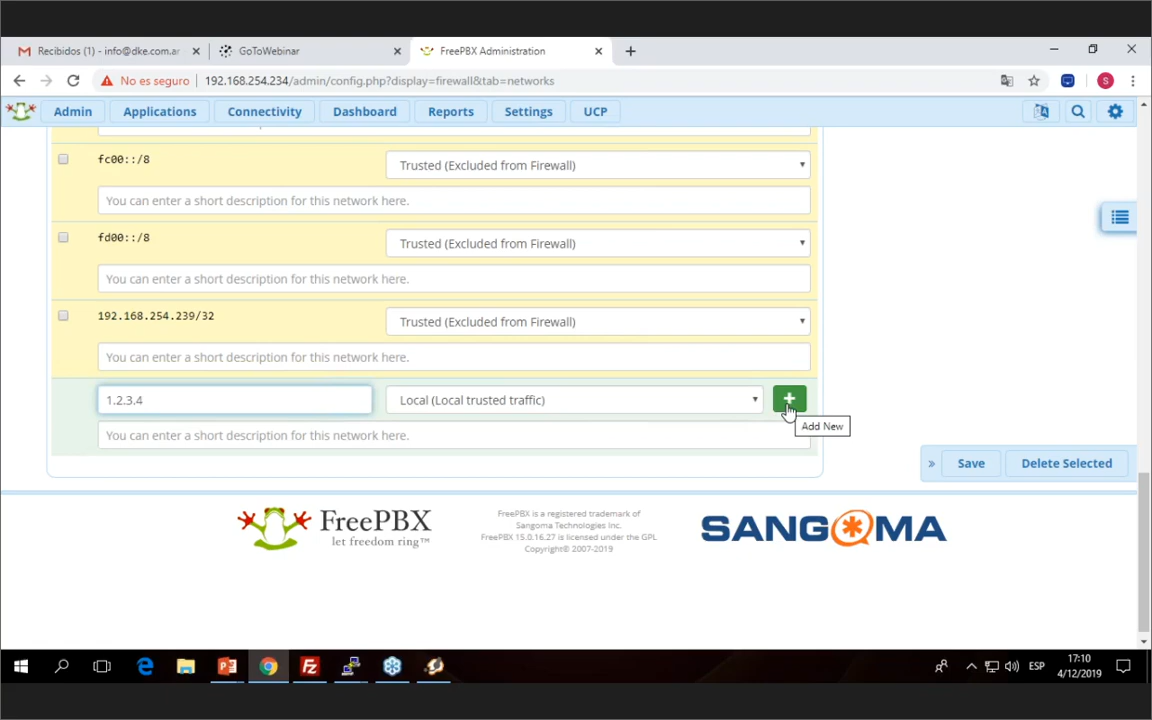 Recibidos (1) - info@dke.com.ar
GoToWebinar
FreePBX Administration
No es seguro
192.168.254.234/admin/config.php?display=firewall&tab=networks
S
Admin
Applications
Connectivity
Dashboard
Reports
Settings
UCP
fc00::/8
Trusted (Excluded from Firewall)
You can enter a short description for this network here.
fd00::/8
Trusted (Excluded from Firewall)
You can enter a short description for this network here.
192.168.254.239/32
Trusted (Excluded from Firewall)
You can enter a short description for this network here.
1.2.3.4
Local (Local trusted traffic)
Add New
You can enter a short description for this network here.
» Save Delete Selected
FreePBX
let freedom ring™
FreePBX is a registered trademark of
Sangoma Technologies Inc.
FreePBX 15.0.16.27 is licensed under the GPL
Copyright© 2007-2019
SANGOMA
ESP
17:10
4/12/2019